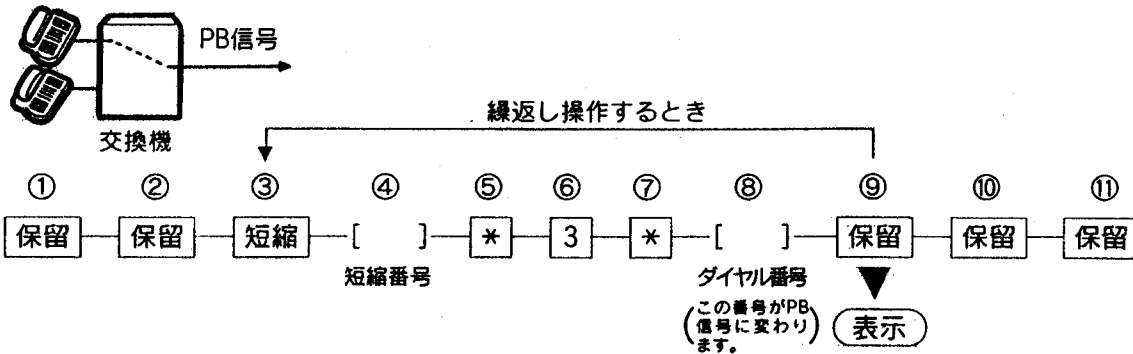 PB信号
交換機
繰返し操作するとき
① ② ③ ④ ⑤ ⑥ ⑦ ⑧ ⑨ ⑩ ⑪
保留 保留 短縮 [ ] * 3 * [ ] 保留 保留 保留
短縮番号 ダイヤル番号
(この番号がPB
信号に変わり
ます。)
表示